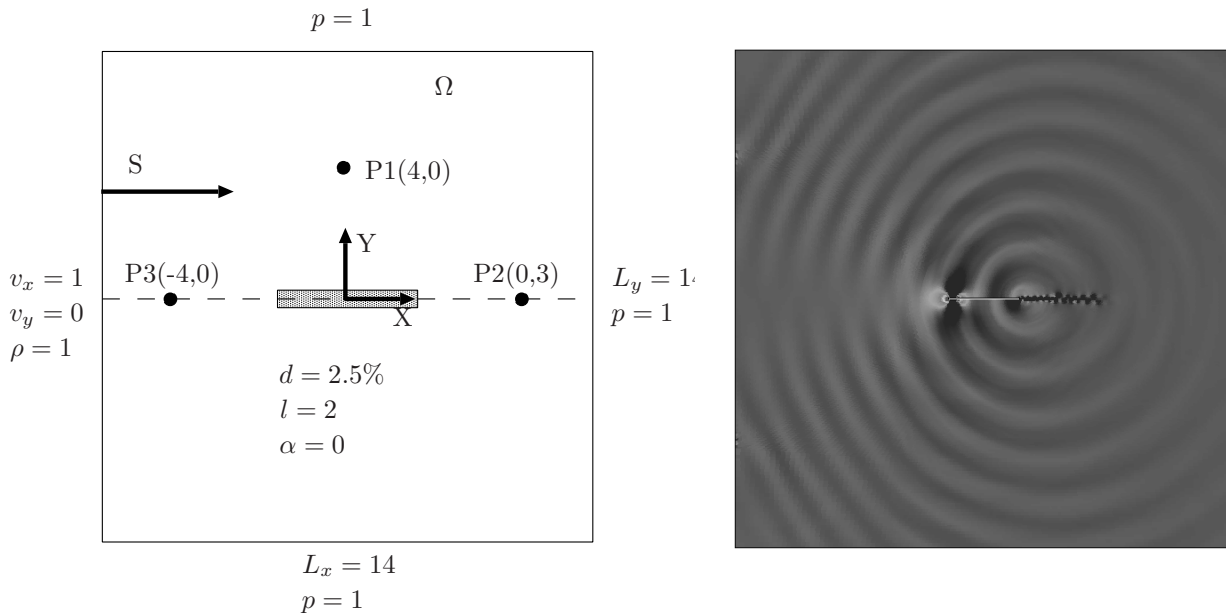 p = 1
Ω
S
P1(4,0)
Y
P3(-4,0)
P2(0,3)
X
v_x = 1
v_y = 0
ρ = 1
L_y = 14
p = 1
d = 2.5%
l = 2
α = 0
L_x = 14
p = 1